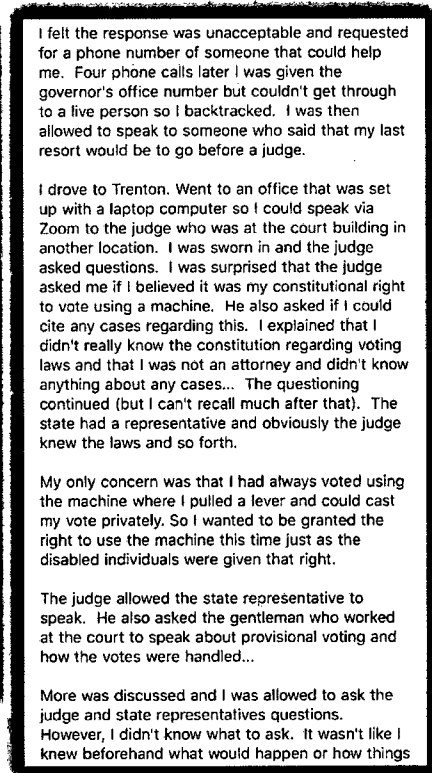 I felt the response was unacceptable and requested
for a phone number of someone that could help
me. Four phone calls later I was given the
governor's office number but couldn't get through
to a live person so I backtracked. I was then
allowed to speak to someone who said that my last
resort would be to go before a judge.
I drove to Trenton. Went to an office that was set
up with a laptop computer so I could speak via
Zoom to the judge who was at the court building in
another location. I was sworn in and the judge
asked questions. I was surprised that the judge
asked me if I believed it was my constitutional right
to vote using a machine. He also asked if I could
cite any cases regarding this. I explained that I
didn't really know the constitution regarding voting
laws and that I was not an attorney and didn't know
anything about any cases... The questioning
continued (but I can't recall much after that). The
state had a representative and obviously the judge
knew the laws and so forth.
My only concern was that I had always voted using
the machine where I pulled a lever and could cast
my vote privately. So I wanted to be granted the
right to use the machine this time just as the
disabled individuals were given that right.
The judge allowed the state representative to
speak. He also asked the gentleman who worked
at the court to speak about provisional voting and
how the votes were handled...
More was discussed and I was allowed to ask the
judge and state representatives questions.
However, I didn't know what to ask. It wasn't like I
knew beforehand what would happen or how things